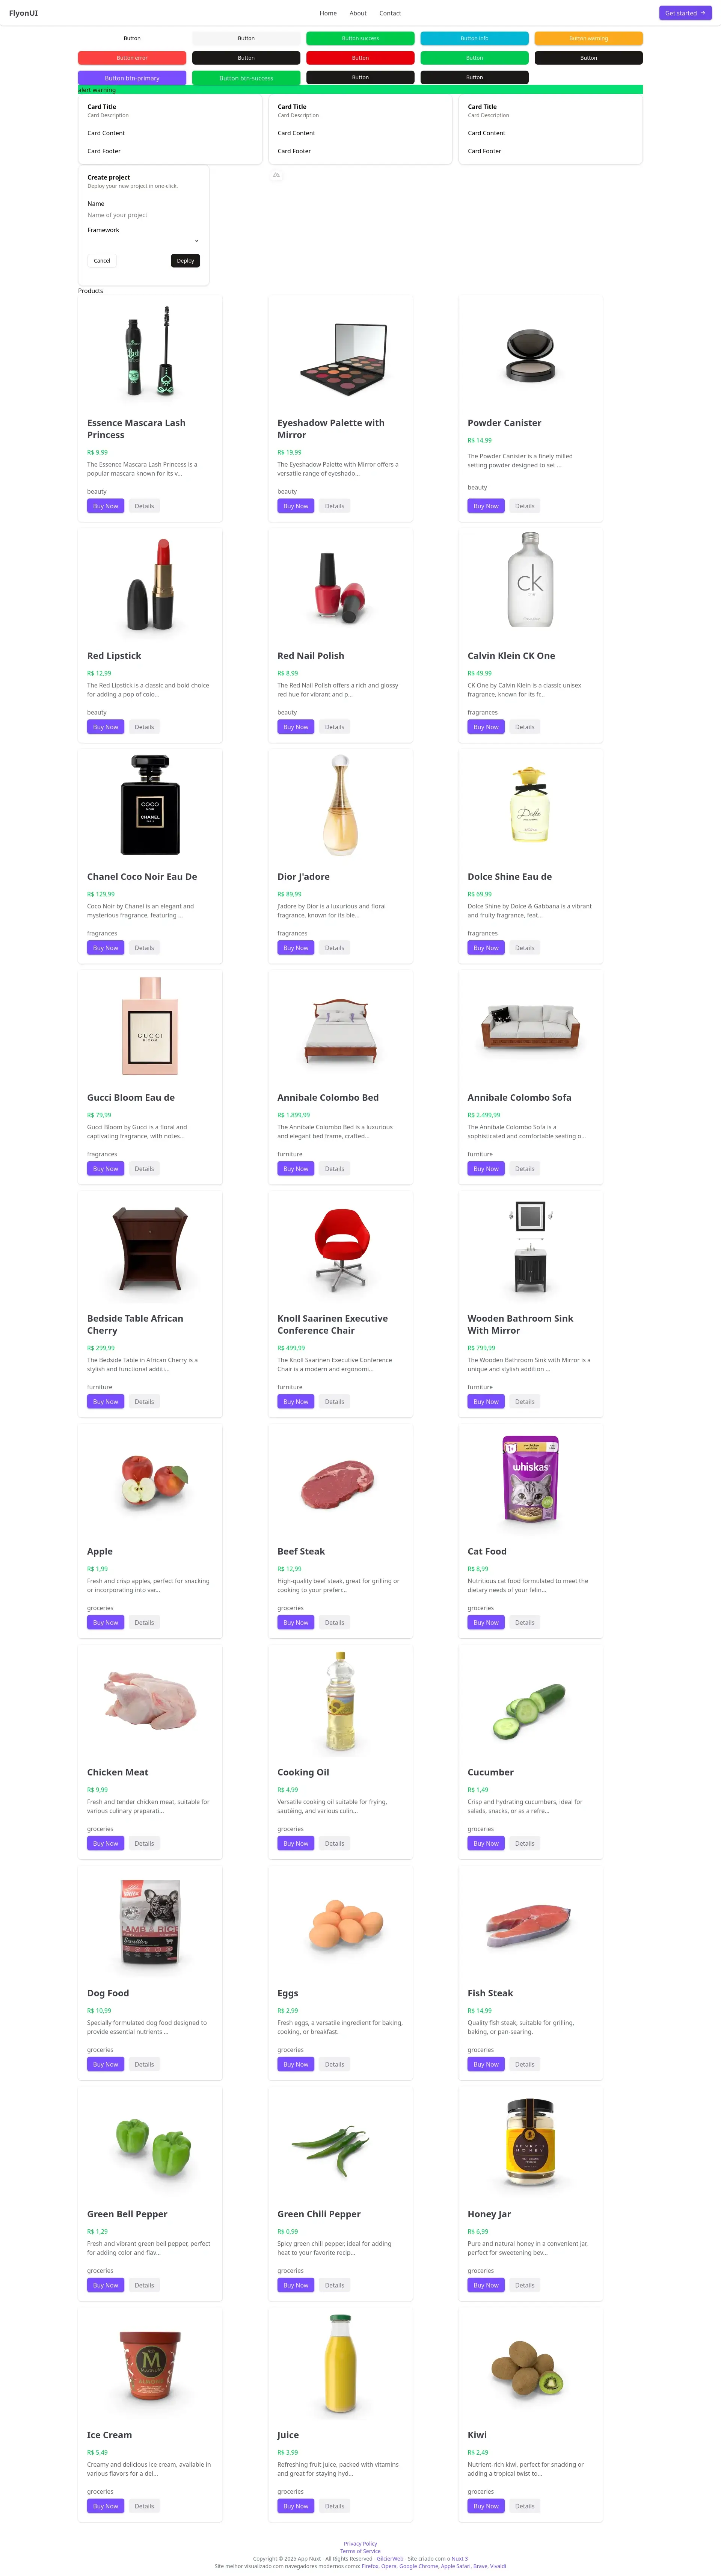 FlyonUI
Home About Contact
Get started
Button Button Button success Button info Button warning
Button error Button Button Button Button
Button btn-primary Button btn-success Button Button
alert warning
Card Title Card Title Card Title
Card Description Card Description Card Description
Card Content Card Content Card Content
Card Footer Card Footer Card Footer
Create project
Deploy your new project in one-click.
Name
Name of your project
Framework
Cancel Deploy
Products
Essence Mascara Lash
Princess
R$ 9,99
The Essence Mascara Lash Princess is a
popular mascara known for its v...
beauty
Buy Now Details
Eyeshadow Palette with
Mirror
R$ 19,99
The Eyeshadow Palette with Mirror offers a
versatile range of eyeshado...
beauty
Buy Now Details
Powder Canister
R$ 14,99
The Powder Canister is a finely milled
setting powder designed to set ...
beauty
Buy Now Details
Red Lipstick
R$ 12,99
The Red Lipstick is a classic and bold choice
for adding a pop of colo...
beauty
Buy Now Details
Red Nail Polish
R$ 8,99
The Red Nail Polish offers a rich and glossy
red hue for vibrant and p...
beauty
Buy Now Details
ck
Calvin Klein CK One
R$ 49,99
CK One by Calvin Klein is a classic unisex
fragrance, known for its fr...
fragrances
Buy Now Details
COCO
NOIR
CHANEL
Chanel Coco Noir Eau De
R$ 129,99
Coco Noir by Chanel is an elegant and
mysterious fragrance, featuring ...
fragrances
Buy Now Details
Dior J'adore
R$ 89,99
J'adore by Dior is a luxurious and floral
fragrance, known for its ble...
fragrances
Buy Now Details
Dolce
Dolce Shine Eau de
R$ 69,99
Dolce Shine by Dolce & Gabbana is a vibrant
and fruity fragrance, feat...
fragrances
Buy Now Details
GUCCI
BLOOM
Gucci Bloom Eau de
R$ 79,99
Gucci Bloom by Gucci is a floral and
captivating fragrance, with notes...
fragrances
Buy Now Details
Annibale Colombo Bed
R$ 1.899,99
The Annibale Colombo Bed is a luxurious
and elegant bed frame, crafted...
furniture
Buy Now Details
Annibale Colombo Sofa
R$ 2.499,99
The Annibale Colombo Sofa is a
sophisticated and comfortable seating o...
furniture
Buy Now Details
Bedside Table African
Cherry
R$ 299,99
The Bedside Table in African Cherry is a
stylish and functional additi...
furniture
Buy Now Details
Knoll Saarinen Executive
Conference Chair
R$ 499,99
The Knoll Saarinen Executive Conference
Chair is a modern and ergonomi...
furniture
Buy Now Details
Wooden Bathroom Sink
With Mirror
R$ 799,99
The Wooden Bathroom Sink with Mirror is a
unique and stylish addition ...
furniture
Buy Now Details
Apple
R$ 1,99
Fresh and crisp apples, perfect for snacking
or incorporating into var...
groceries
Buy Now Details
Beef Steak
R$ 12,99
High-quality beef steak, great for grilling or
cooking to your preferr...
groceries
Buy Now Details
1+
whiskas
Cat Food
R$ 8,99
Nutritious cat food formulated to meet the
dietary needs of your felin...
groceries
Buy Now Details
Chicken Meat
R$ 9,99
Fresh and tender chicken meat, suitable for
various culinary preparati...
groceries
Buy Now Details
Cooking Oil
R$ 4,99
Versatile cooking oil suitable for frying,
sautéing, and various culin...
groceries
Buy Now Details
Cucumber
R$ 1,49
Crisp and hydrating cucumbers, ideal for
salads, snacks, or as a refre...
groceries
Buy Now Details
LAMB & RICE
Dog Food
R$ 10,99
Specially formulated dog food designed to
provide essential nutrients ...
groceries
Buy Now Details
Eggs
R$ 2,99
Fresh eggs, a versatile ingredient for baking,
cooking, or breakfast.
groceries
Buy Now Details
Fish Steak
R$ 14,99
Quality fish steak, suitable for grilling,
baking, or pan-searing.
groceries
Buy Now Details
Green Bell Pepper
R$ 1,29
Fresh and vibrant green bell pepper, perfect
for adding color and flav...
groceries
Buy Now Details
Green Chili Pepper
R$ 0,99
Spicy green chili pepper, ideal for adding
heat to your favorite recip...
groceries
Buy Now Details
Honey Jar
R$ 6,99
Pure and natural honey in a convenient jar,
perfect for sweetening bev...
groceries
Buy Now Details
M
Ice Cream
R$ 5,49
Creamy and delicious ice cream, available in
various flavors for a del...
groceries
Buy Now Details
Juice
R$ 3,99
Refreshing fruit juice, packed with vitamins
and great for staying hyd...
groceries
Buy Now Details
Kiwi
R$ 2,49
Nutrient-rich kiwi, perfect for snacking or
adding a tropical twist to...
groceries
Buy Now Details
Privacy Policy
Terms of Service
Copyright © 2025 App Nuxt - All Rights Reserved - GilcierWeb - Site criado com o Nuxt 3
Site melhor visualizado com navegadores modernos como: Firefox, Opera, Google Chrome, Apple Safari, Brave, Vivaldi